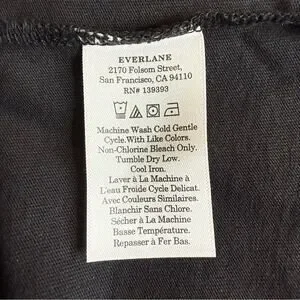 EVERLANE
2170 Folsom Street,
San Francisco, CA 94110
RN# 139393
Machine Wash Cold Gentle
Cycle.With Like Colors.
Non-Chlorine Bleach Only.
Tumble Dry Low.
Cool Iron.
Laver à La Machine à
L'eau Froide Cycle Delicat.
Avec Couleurs Similaires.
Blanchir Sans Chlore.
Sécher à La Machine
Basse Température.
Repasser à Fer Bas.